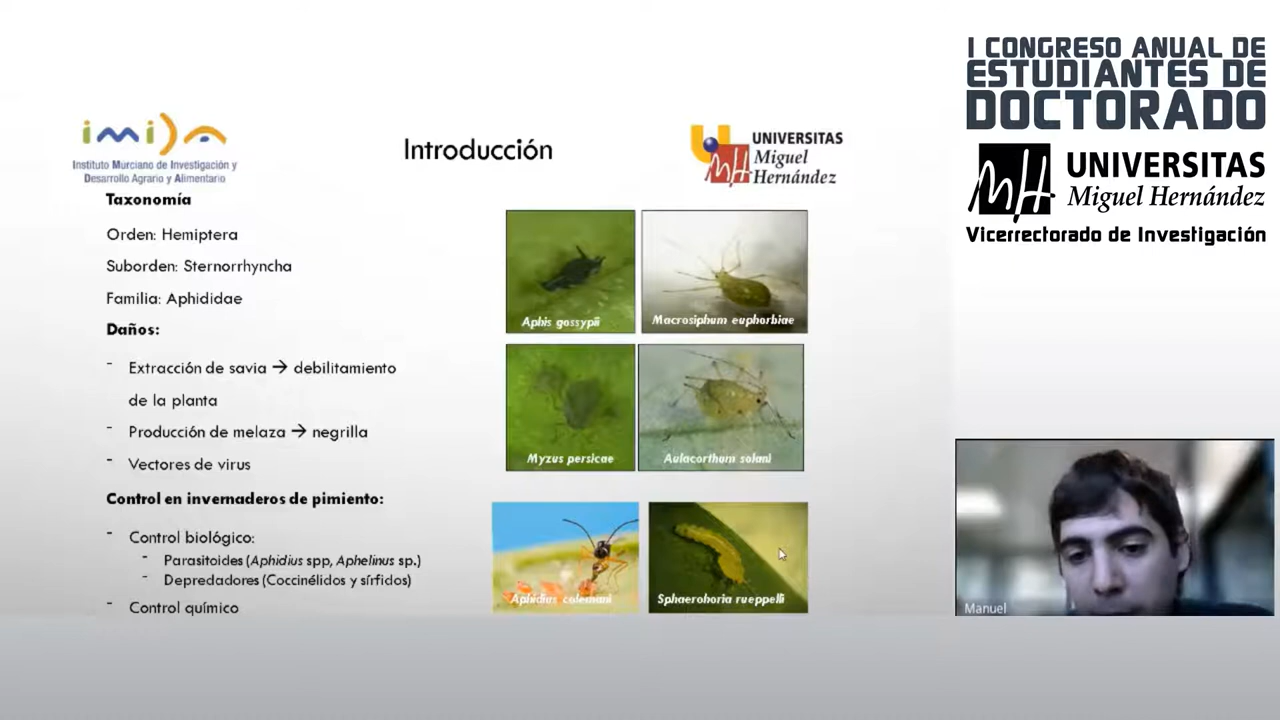 I CONGRESO ANUAL DE
ESTUDIANTES DE
DOCTORADO
MH
UNIVERSITAS
Miguel Hernández
Vicerrectorado de Investigación
imida
Instituto Murciano de Investigación y
Desarrollo Agrario y Alimentario
Introducción
UNIVERSITAS
Miguel
Hernández
Taxonomía
Orden: Hemiptera
Suborden: Sternorrhyncha
Familia: Aphididae
Daños:
- Extracción de savia → debilitamiento
de la planta
- Producción de melaza → negrilla
- Vectores de virus
Control en invernaderos de pimiento:
- Control biológico:
- Parasitoides (Aphidius spp, Aphelinus sp.)
- Depredadores (Coccinélidos y sírfidos)
- Control químico
Aphis gossypii
Macrosiphum euphorbiae
Myzus persicae
Aulacorthum solani
Aphidius colemani
Sphaerohoria rueppelli
Manuel